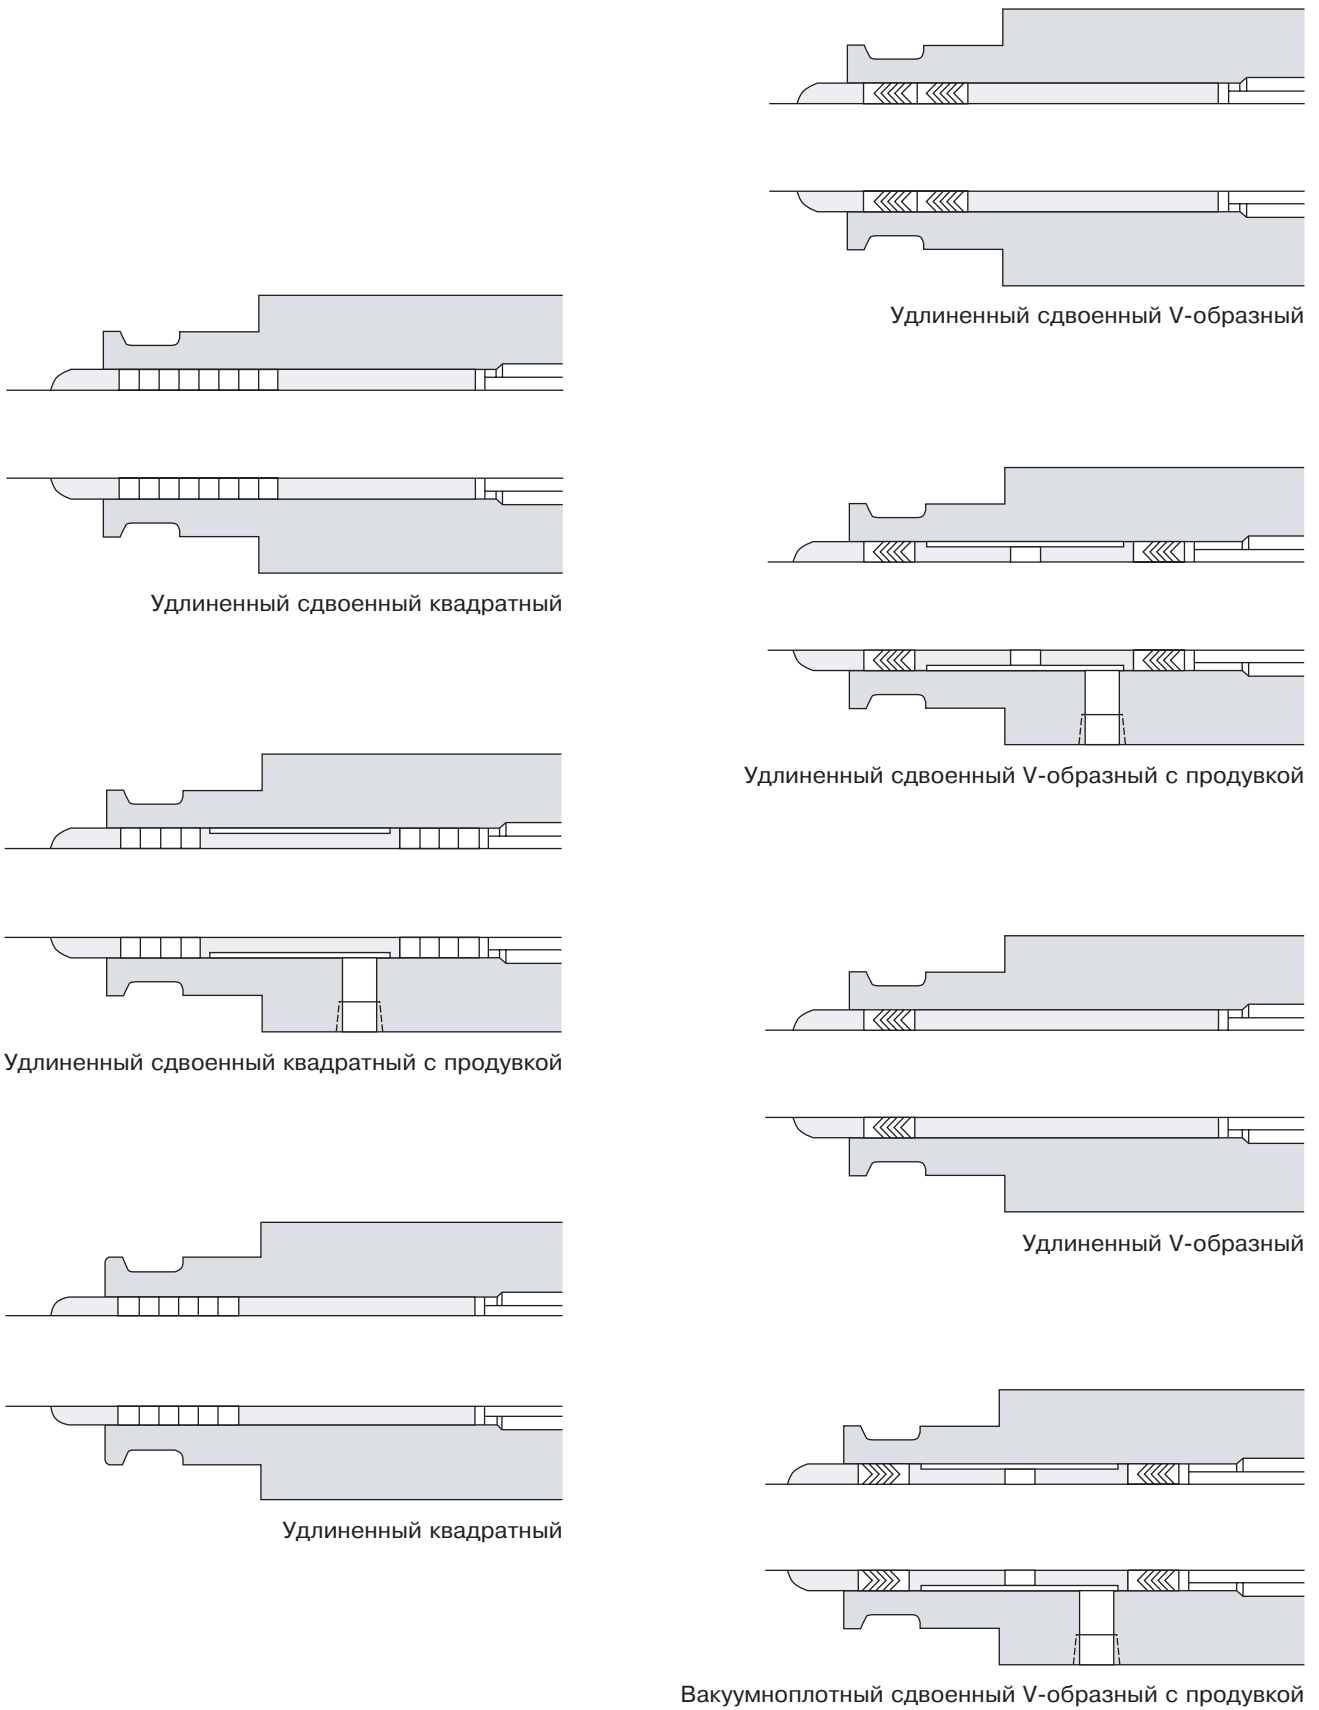 Удлиненный сдвоенный квадратный
Удлиненный сдвоенный квадратный с продувкой
Удлиненный квадратный
Удлиненный сдвоенный V-образный
Удлиненный сдвоенный V-образный с продувкой
Удлиненный V-образный
Вакуумноплотный сдвоенный V-образный с продувкой